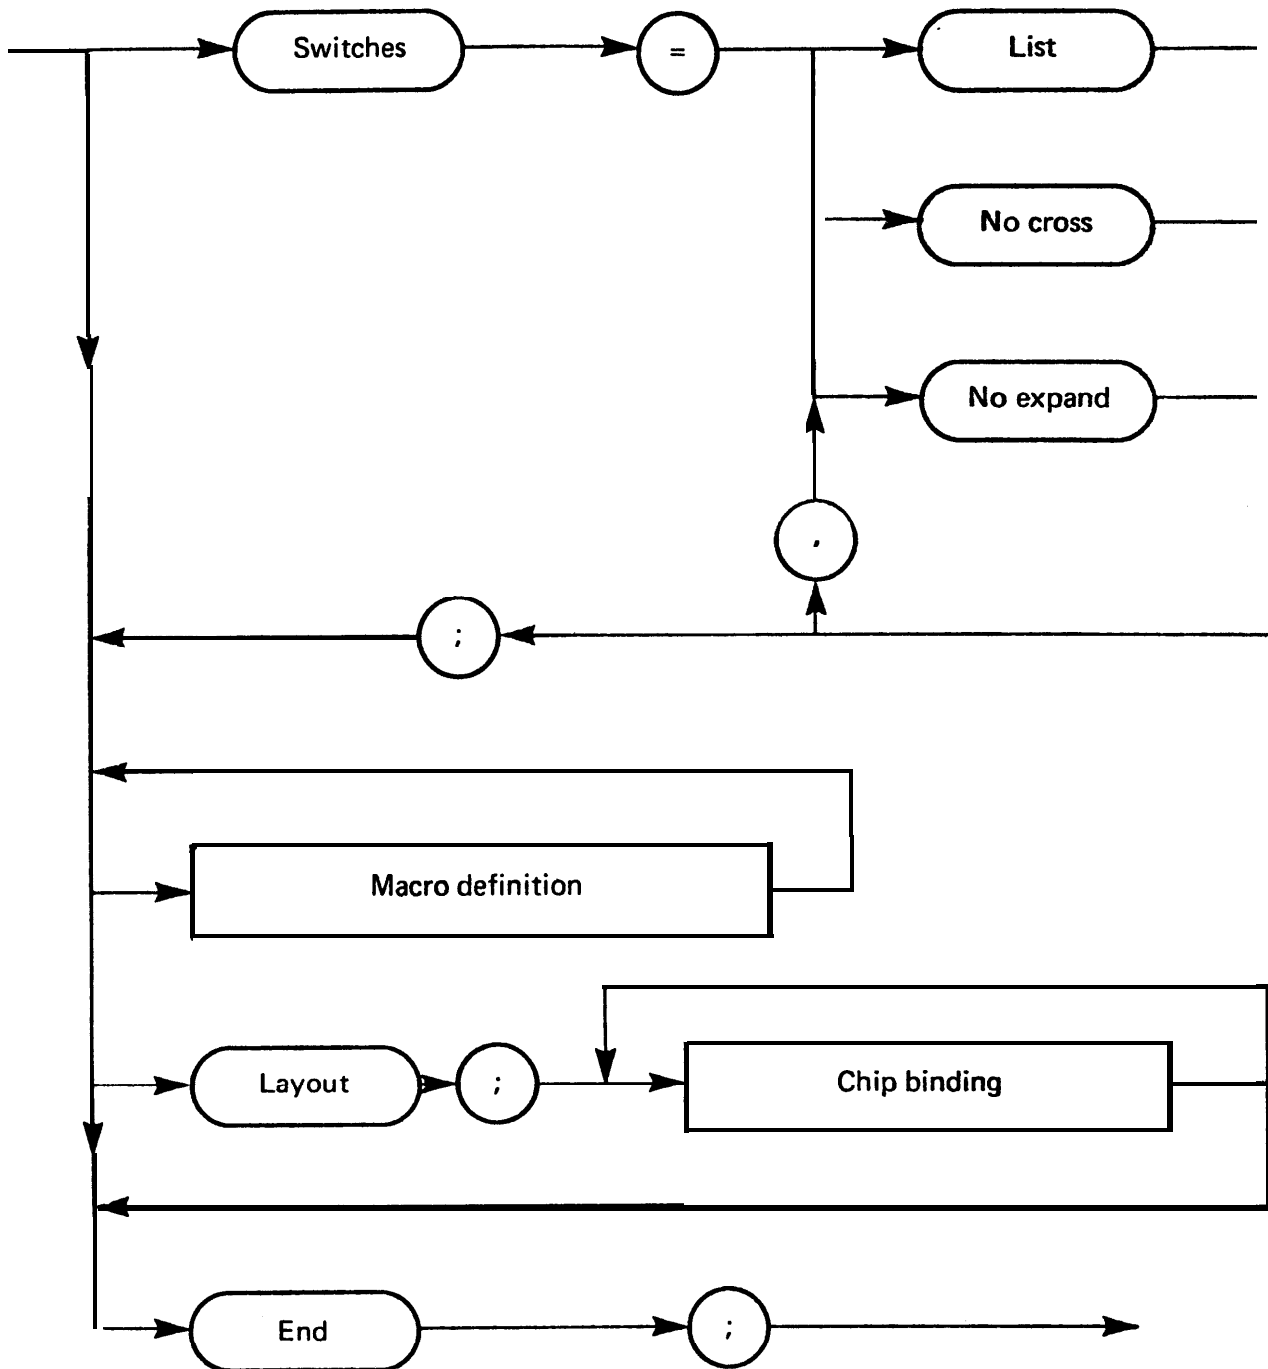 Switches
=
List
No cross
No expand
,
;
Macro definition
Layout
;
Chip binding
End
;